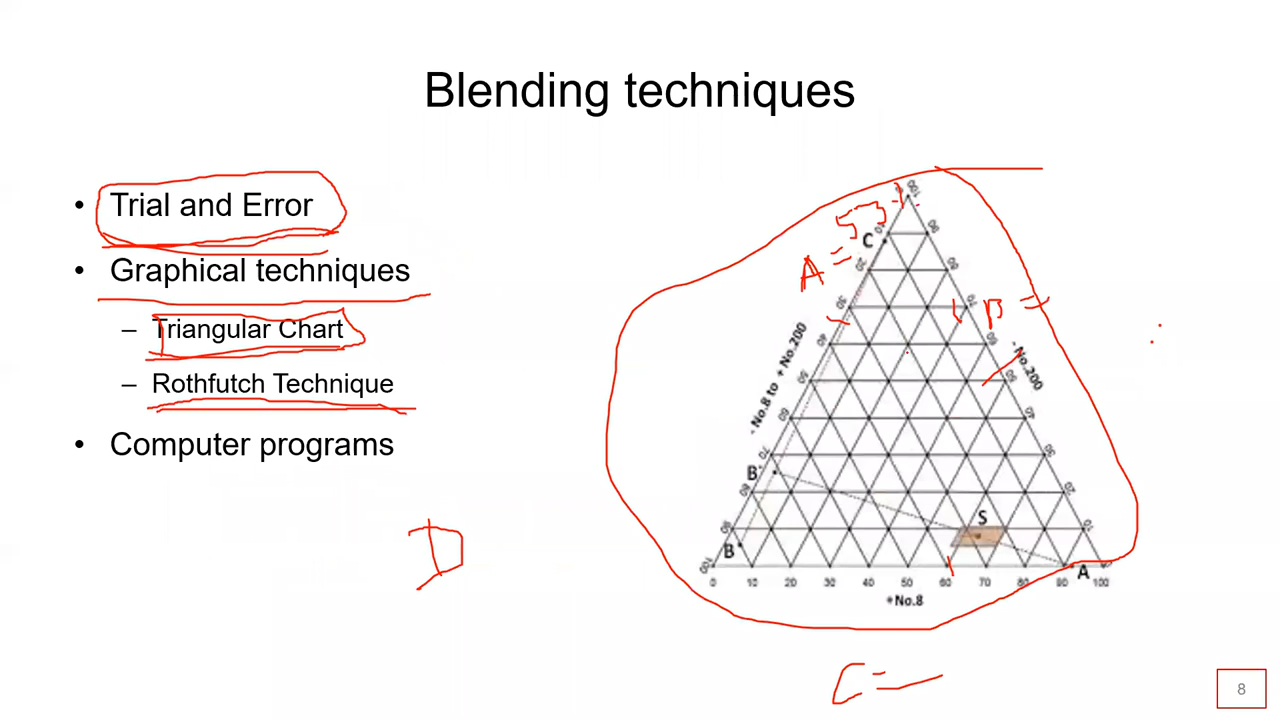 Blending techniques
• Trial and Error
• Graphical techniques
– Triangular Chart
– Rothfutch Technique
• Computer programs
A = 53%
B =
D
C =
C
B'
B
S
A
- No.8 to + No.200
- No.200
0 10 20 30 40 50 60 70 80 90 100
+No.8
8